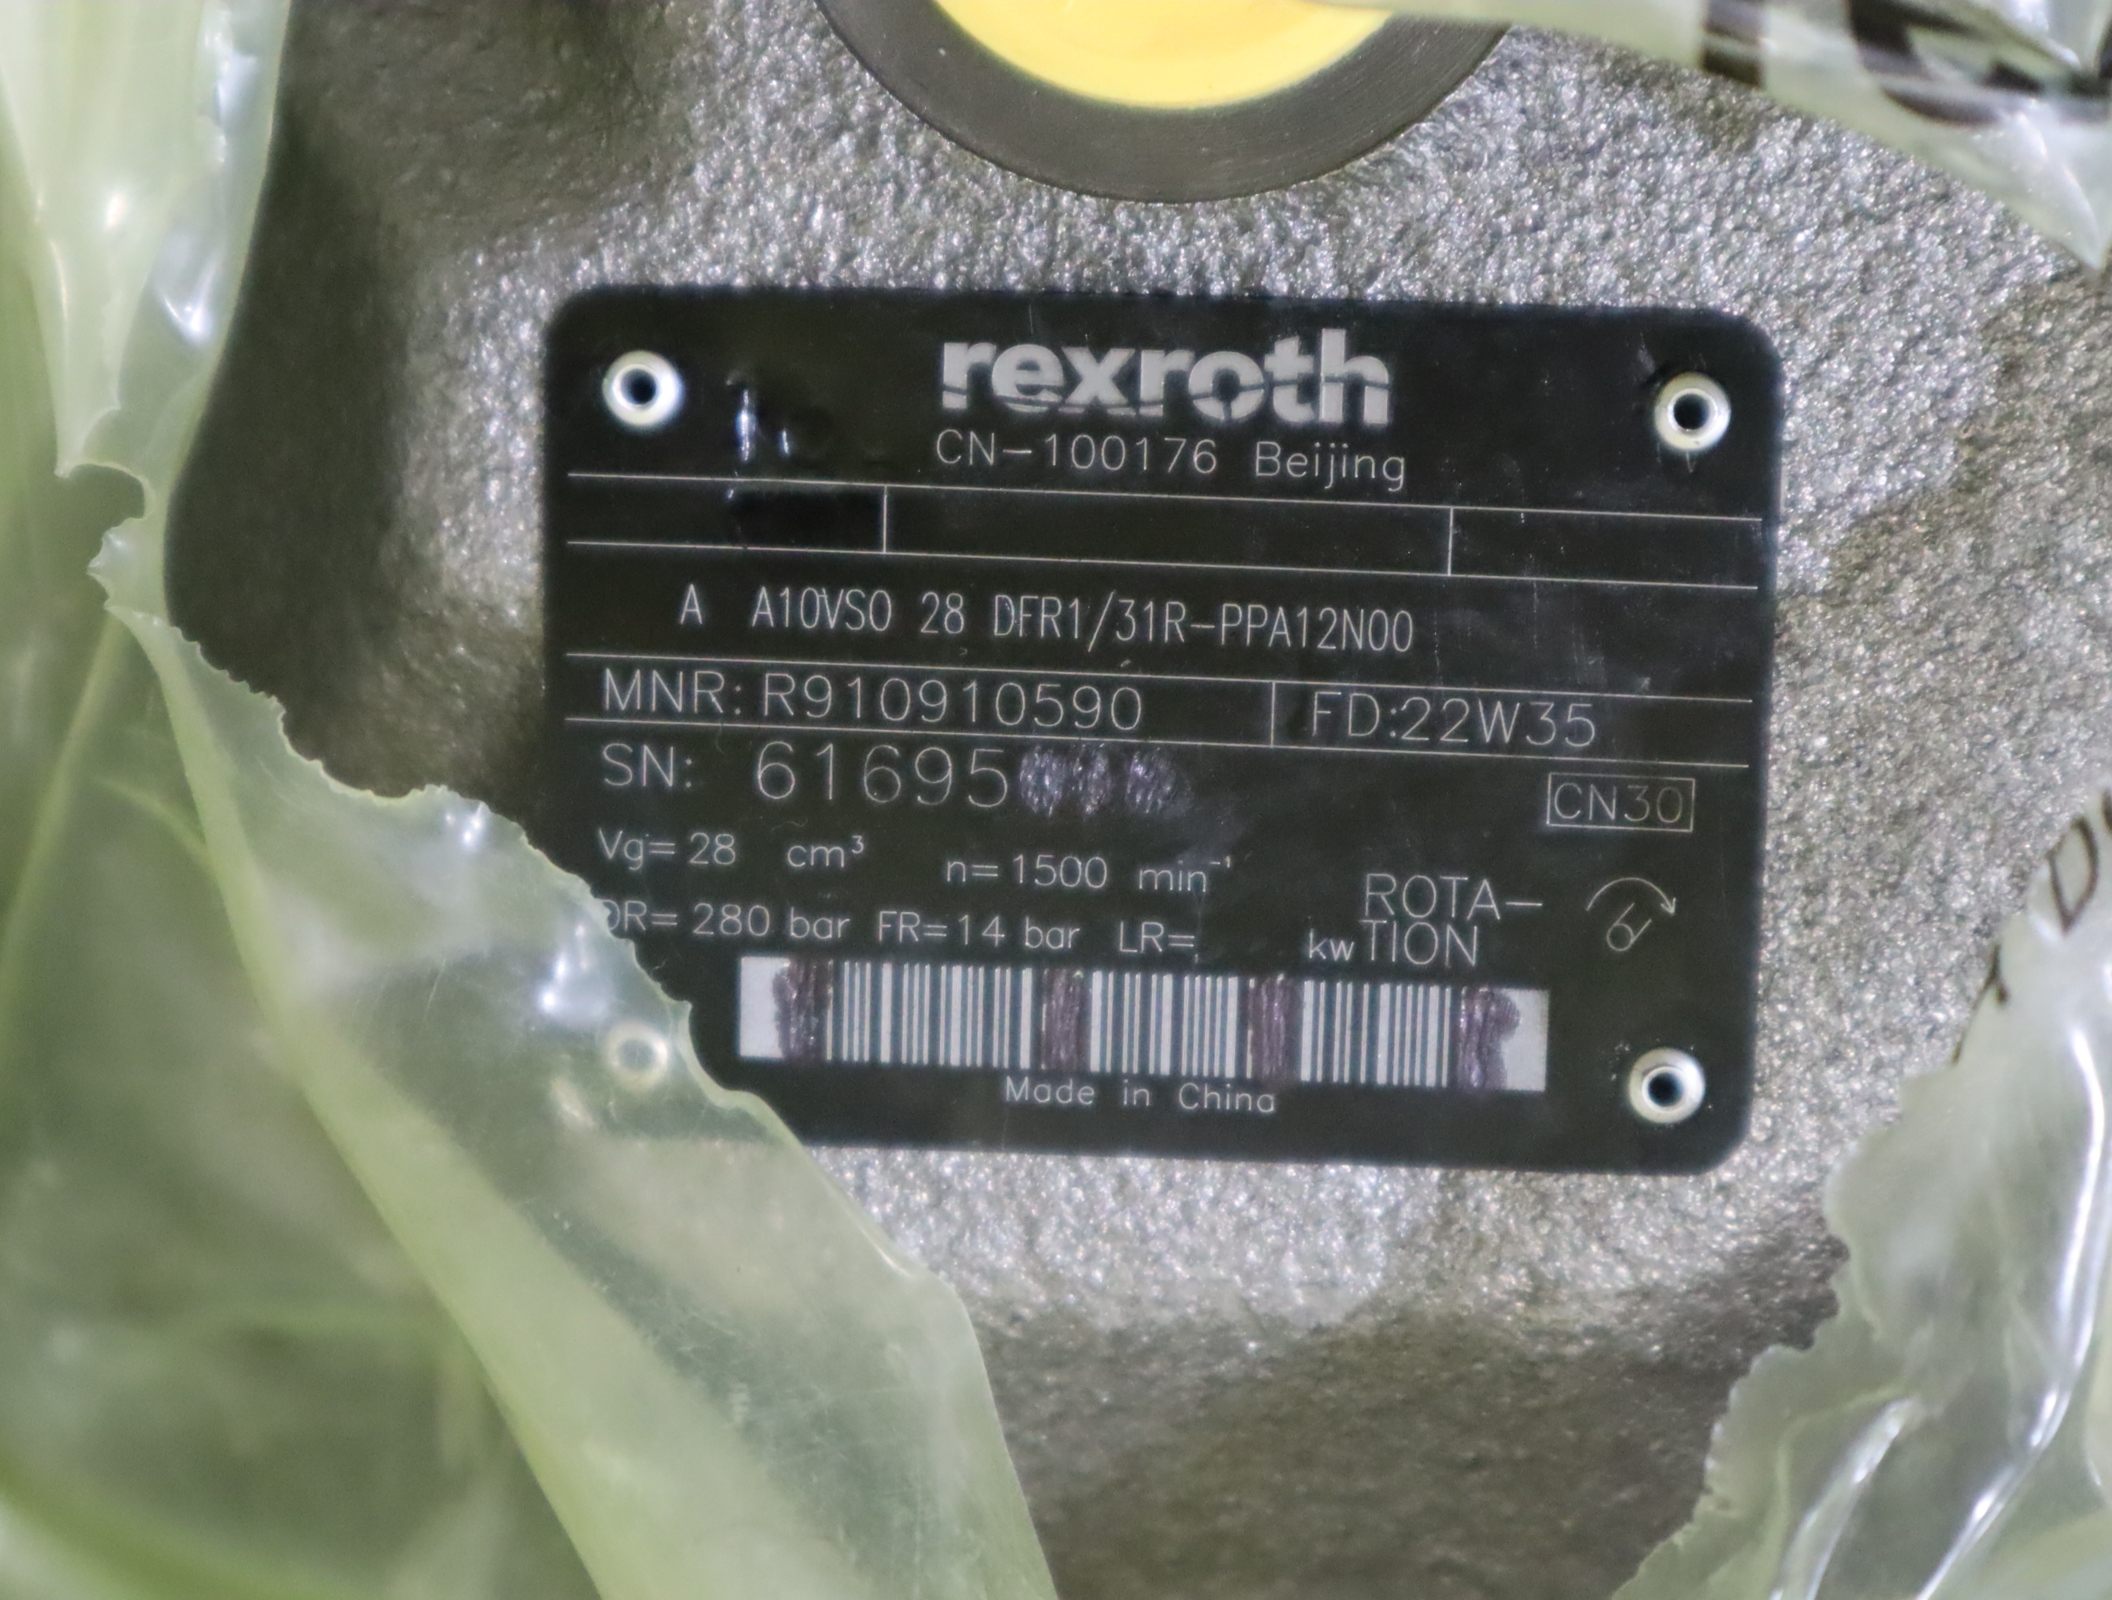 rexroth
CN-100176 Beijing
A A10VSO 28 DFR1/31R-PPA12N00
MNR: R910910590 FD:22W35
SN: 61695
CN30
Vg= 28 cm³ n= 1500 min⁻¹
DR= 280 bar FR= 14 bar LR= kw
ROTA-
TION
Made in China